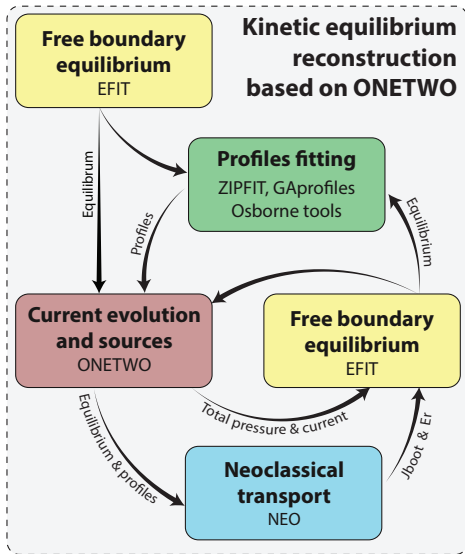 Free boundary
equilibrium
EFIT
Kinetic equilibrium
reconstruction
based on ONETWO
Equilibrum
Profiles fitting
ZIPFIT, GAprofiles
Osborne tools
Profiles
Equilibrium
Current evolution
and sources
ONETWO
Free boundary
equilibrium
EFIT
Equilibrium & profiles
Total pressure & current
Jboot & Er
Neoclassical
transport
NEO